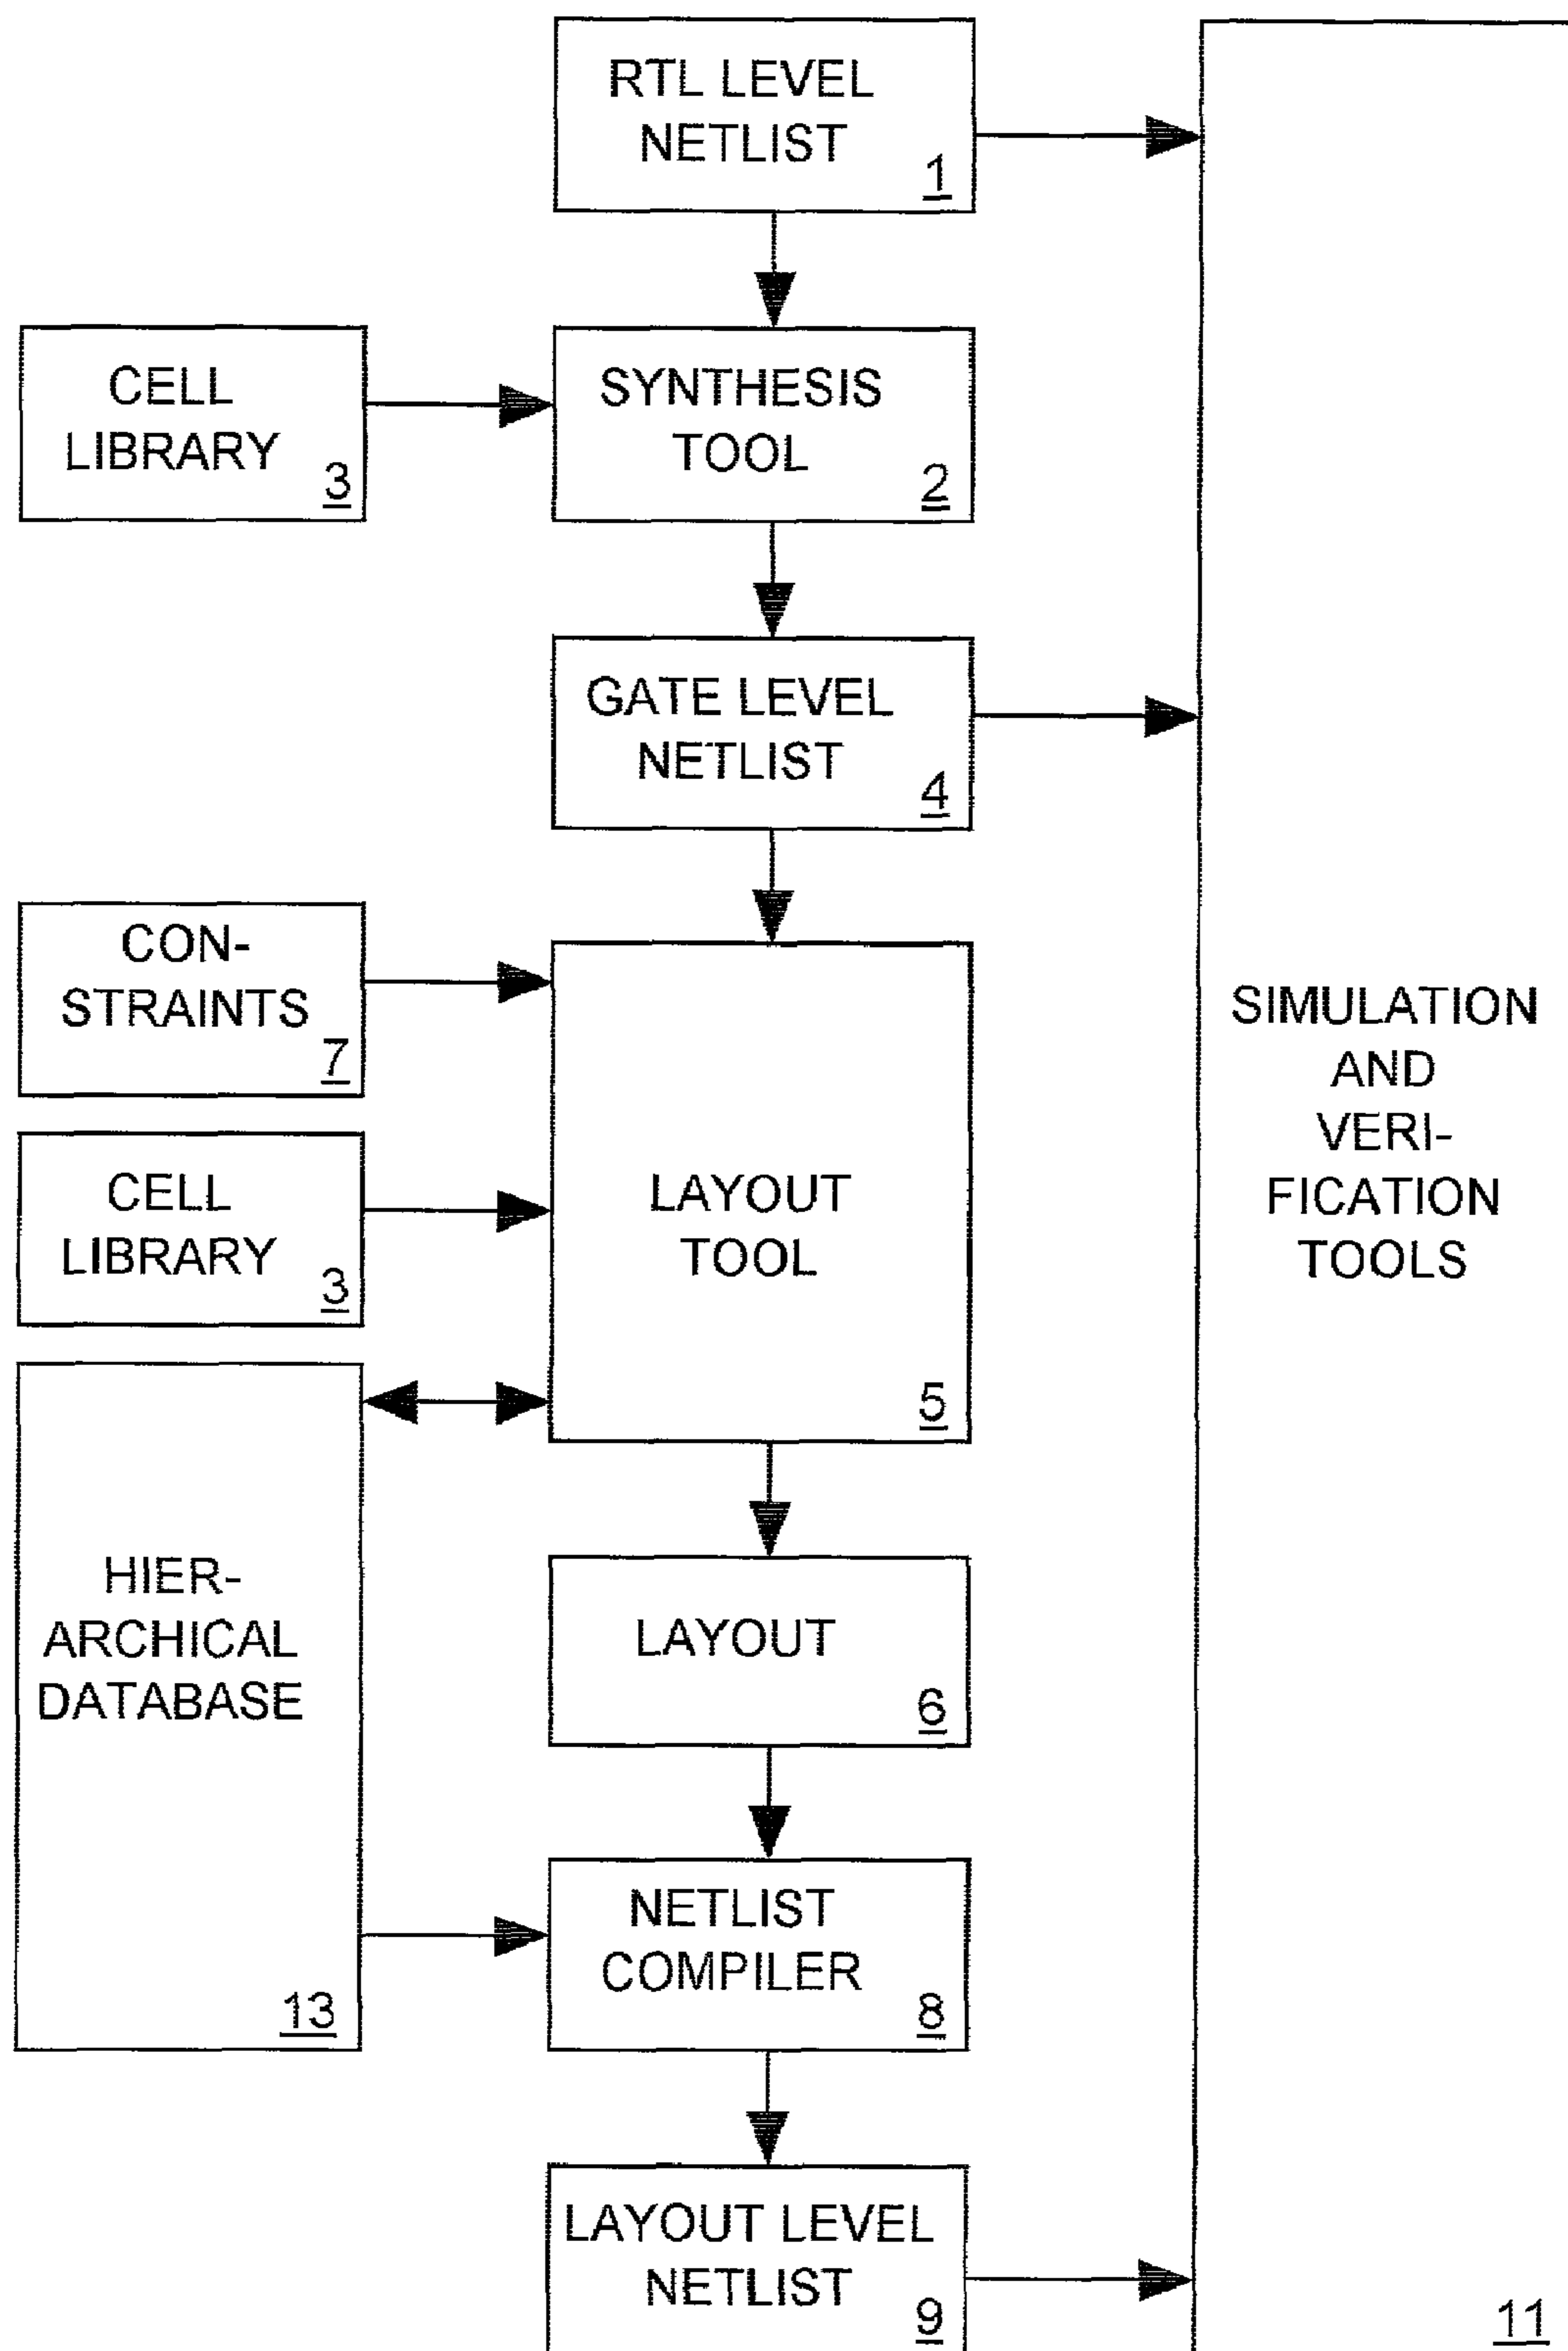 RTL LEVEL
NETLIST
1
CELL
LIBRARY
3
SYNTHESIS
TOOL
2
GATE LEVEL
NETLIST
4
CON-
STRAINTS
7
CELL
LIBRARY
3
LAYOUT
TOOL
5
SIMULATION
AND
VERI-
FICATION
TOOLS
HIER-
ARCHICAL
DATABASE
13
LAYOUT
6
NETLIST
COMPILER
8
LAYOUT LEVEL
NETLIST
9
11